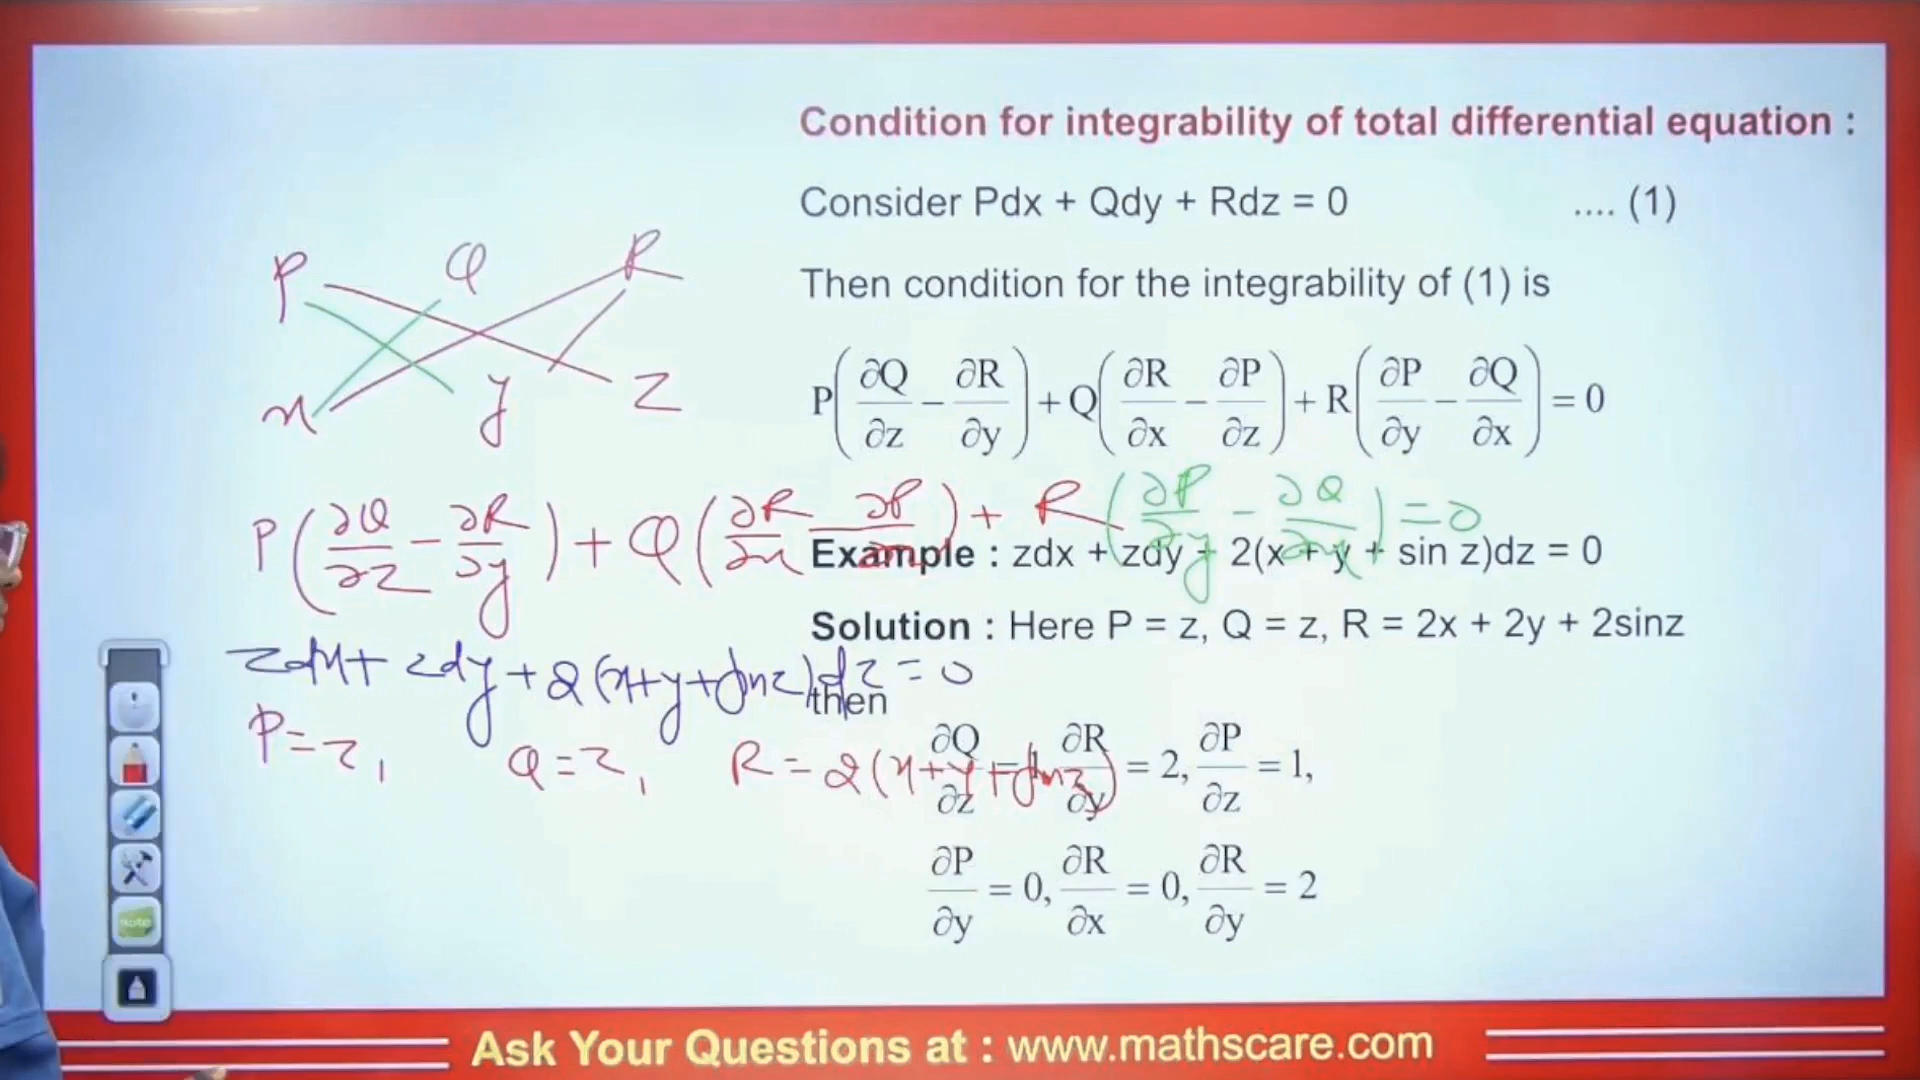 Condition for integrability of total differential equation :
Consider Pdx + Qdy + Rdz = 0 .... (1)
Then condition for the integrability of (1) is
P(∂Q/∂z − ∂R/∂y) + Q(∂R/∂x − ∂P/∂z) + R(∂P/∂y − ∂Q/∂x) = 0
P Q R
x y z
P(∂Q/∂z − ∂R/∂y) + Q(∂R/∂x − ∂P/∂z) + R(∂P/∂y − ∂Q/∂x) = 0
Example : zdx + zdy + 2(x + y + sin z)dz = 0
Solution : Here P = z, Q = z, R = 2x + 2y + 2sinz
zdx + zdy + 2(x+y+sinz)dz = 0
then
P = z, Q = z, R = 2(x+y+sinz)
∂Q/∂z = 1, ∂R/∂y = 2, ∂P/∂z = 1,
∂P/∂y = 0, ∂R/∂x = 0, ∂R/∂y = 2
Note
Ask Your Questions at : www.mathscare.com